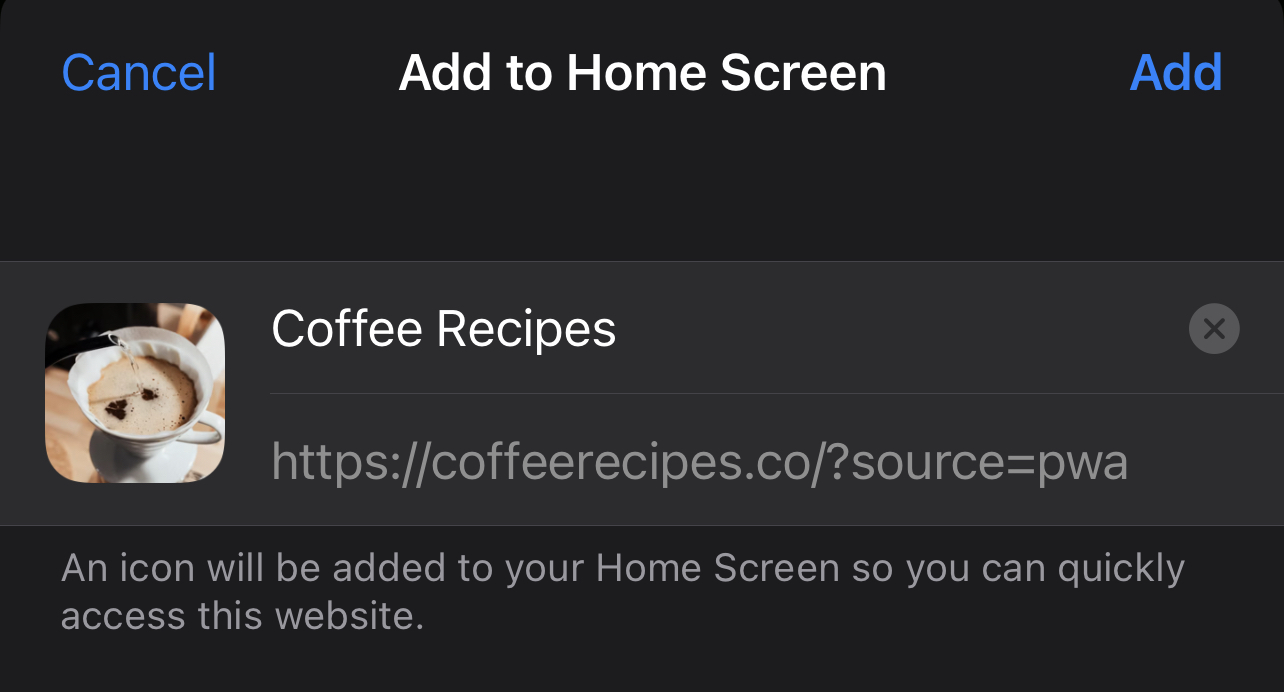 Cancel Add to Home Screen Add
Coffee Recipes
https://coffeerecipes.co/?source=pwa
An icon will be added to your Home Screen so you can quickly
access this website.